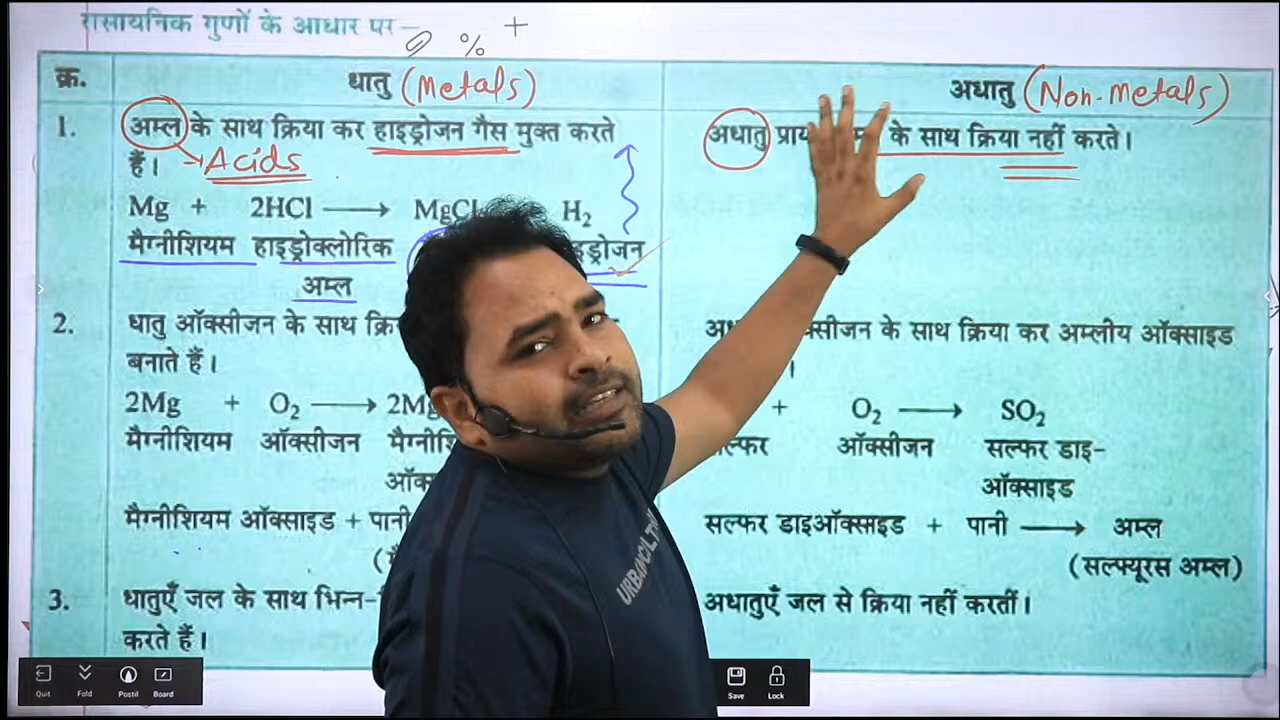 रासायनिक गुणों के आधार पर–
% +
क्र. धातु (Metals) अधातु (Non-metals)
1. अम्ल के साथ क्रिया कर हाइड्रोजन गैस मुक्त करते
हैं।
→ Acids
Mg + 2HCl ⟶ MgCl H₂
मैग्नीशियम हाइड्रोक्लोरिक
अम्ल
अधातु के साथ क्रिया नहीं करते।
2. धातु ऑक्सीजन के साथ
बनाते हैं।
2Mg + O₂ ⟶ 2Mg
मैग्नीशियम ऑक्सीजन
मैग्नीशियम ऑक्साइड + पानी
के साथ क्रिया कर अम्लीय ऑक्साइड
।
+ O₂ ⟶ SO₂
ऑक्सीजन सल्फर डाइ-
ऑक्साइड
सल्फर डाइऑक्साइड + पानी ⟶ अम्ल
(सल्फ्यूरस अम्ल)
3. धातुएँ जल के साथ भिन्न-
करते हैं।
अधातुएँ जल से क्रिया नहीं करतीं।
URBANCULTR
Quit Fold Postil Board Save Lock